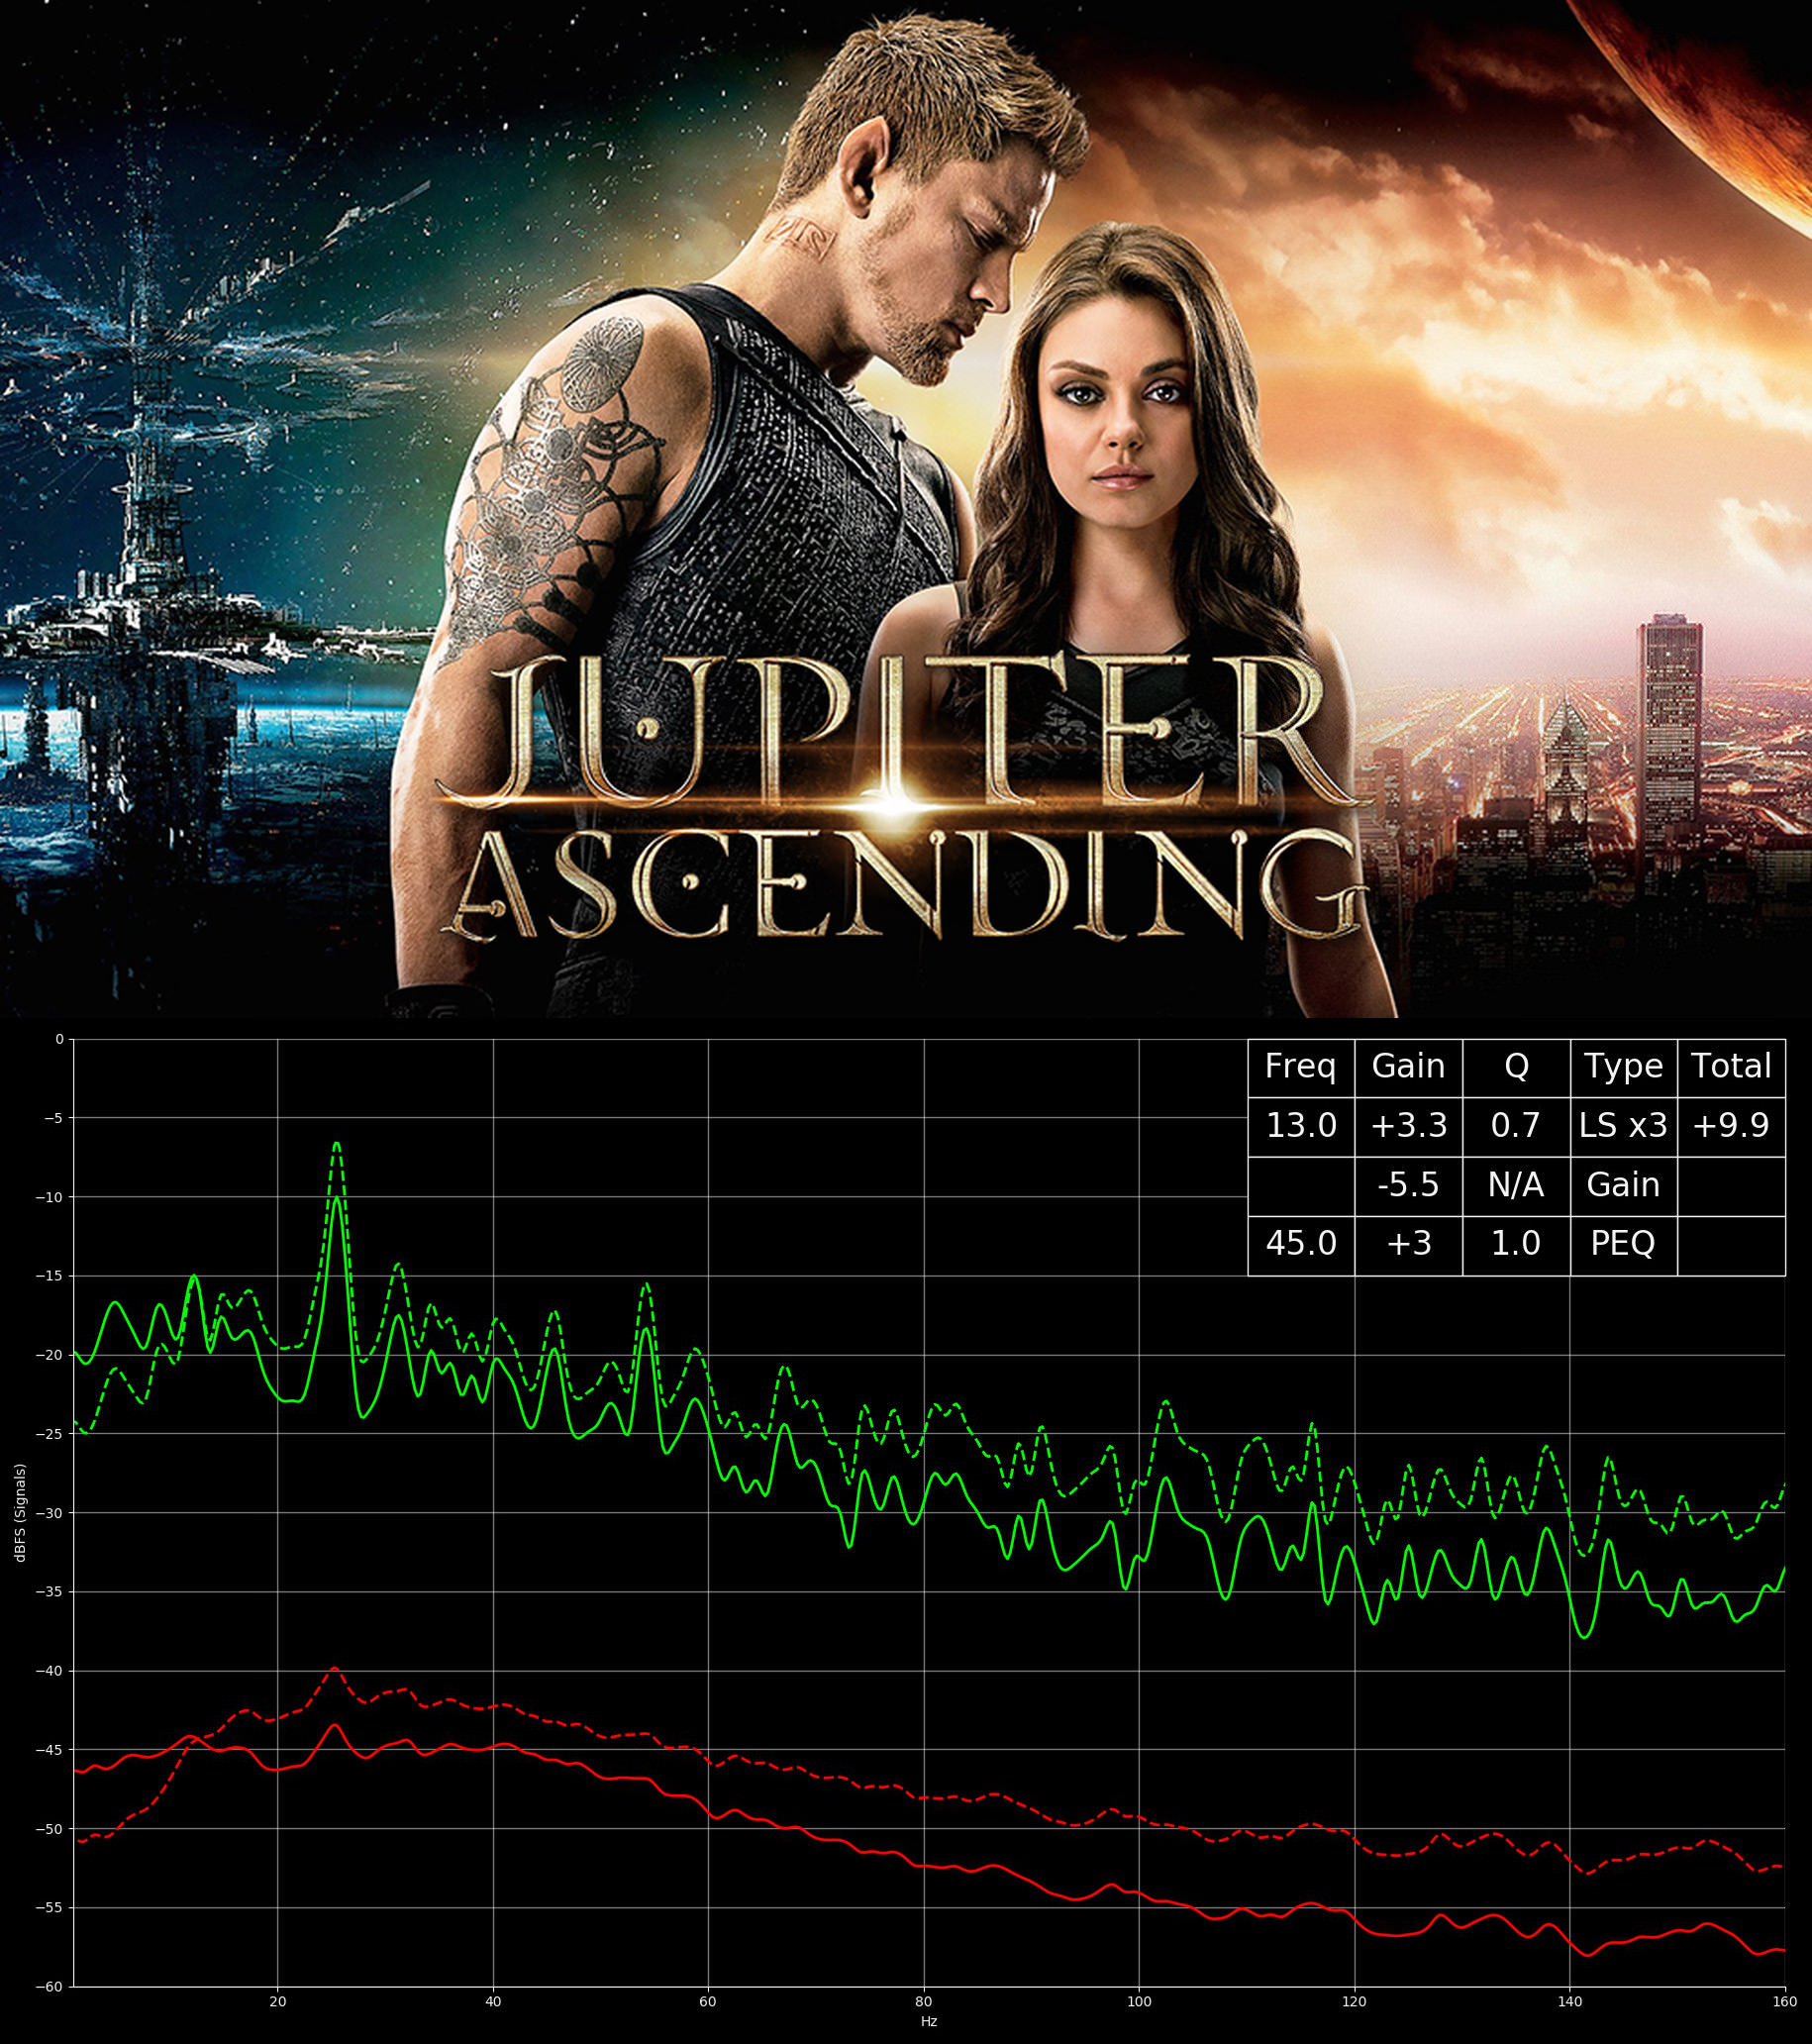 JUPITER
ASCENDING
Freq Gain Q Type Total
13.0 +3.3 0.7 LS x3 +9.9
-5.5 N/A Gain
45.0 +3 1.0 PEQ
0
−5
−10
−15
−20
−25
−30
−35
−40
−45
−50
−55
−60
dBFS (Signals)
20 40 60 80 100 120 140 160
Hz